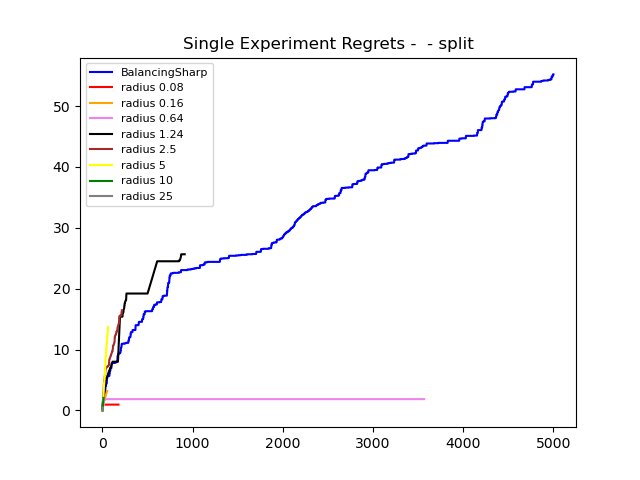 Single Experiment Regrets -  - split
BalancingSharp
radius 0.08
radius 0.16
radius 0.64
radius 1.24
radius 2.5
radius 5
radius 10
radius 25
50
40
30
20
10
0
0 1000 2000 3000 4000 5000